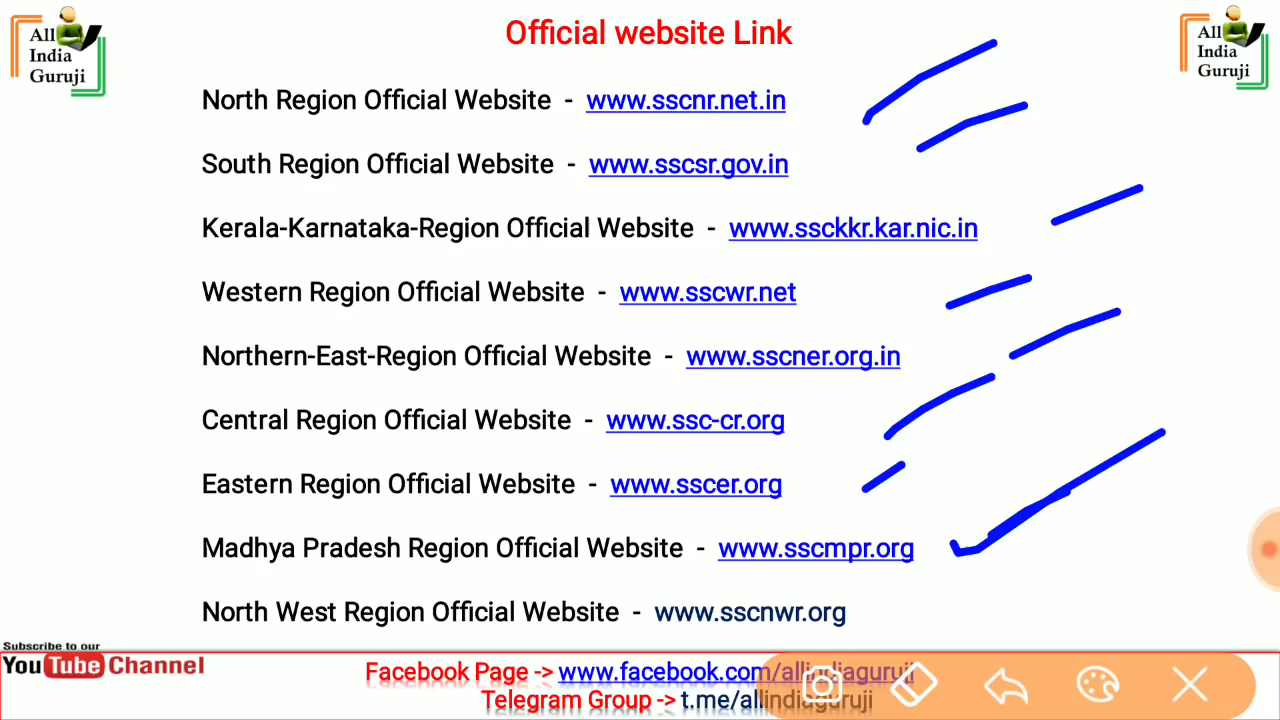 All India Guruji
Official website Link
All India Guruji
North Region Official Website - www.sscnr.net.in
South Region Official Website - www.sscsr.gov.in
Kerala-Karnataka-Region Official Website - www.ssckkr.kar.nic.in
Western Region Official Website - www.sscwr.net
Northern-East-Region Official Website - www.sscner.org.in
Central Region Official Website - www.ssc-cr.org
Eastern Region Official Website - www.sscer.org
Madhya Pradesh Region Official Website - www.sscmpr.org
North West Region Official Website - www.sscnwr.org
Subscribe to our
YouTube Channel
Facebook Page -> www.facebook.com/allindiaguruji
Telegram Group -> t.me/allindiaguruji